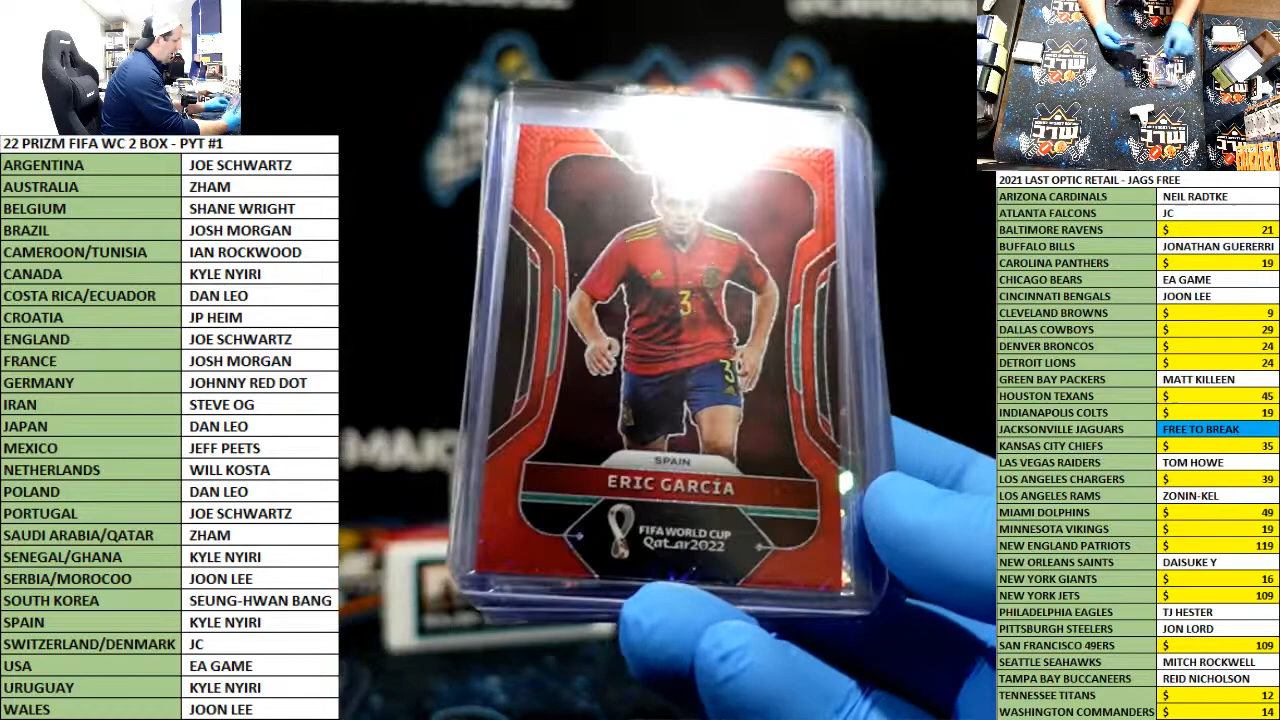 22 PRIZM FIFA WC 2 BOX - PYT #1
ARGENTINA JOE SCHWARTZ
AUSTRALIA ZHAM
BELGIUM SHANE WRIGHT
BRAZIL JOSH MORGAN
CAMEROON/TUNISIA IAN ROCKWOOD
CANADA KYLE NYIRI
COSTA RICA/ECUADOR DAN LEO
CROATIA JP HEIM
ENGLAND JOE SCHWARTZ
FRANCE JOSH MORGAN
GERMANY JOHNNY RED DOT
IRAN STEVE OG
JAPAN DAN LEO
MEXICO JEFF PEETS
NETHERLANDS WILL KOSTA
POLAND DAN LEO
PORTUGAL JOE SCHWARTZ
SAUDI ARABIA/QATAR ZHAM
SENEGAL/GHANA KYLE NYIRI
SERBIA/MOROCOO JOON LEE
SOUTH KOREA SEUNG-HWAN BANG
SPAIN KYLE NYIRI
SWITZERLAND/DENMARK JC
USA EA GAME
URUGUAY KYLE NYIRI
WALES JOON LEE
3
3
SPAIN
ERIC GARCÍA
FIFA WORLD CUP
Qatar2022
MLC
MLC
MLC
MLC
2021 LAST OPTIC RETAIL - JAGS FREE
ARIZONA CARDINALS NEIL RADTKE
ATLANTA FALCONS JC
BALTIMORE RAVENS $ 21
BUFFALO BILLS JONATHAN GUERERRI
CAROLINA PANTHERS $ 19
CHICAGO BEARS EA GAME
CINCINNATI BENGALS JOON LEE
CLEVELAND BROWNS $ 9
DALLAS COWBOYS $ 29
DENVER BRONCOS $ 24
DETROIT LIONS $ 24
GREEN BAY PACKERS MATT KILLEEN
HOUSTON TEXANS $ 45
INDIANAPOLIS COLTS $ 19
JACKSONVILLE JAGUARS FREE TO BREAK
KANSAS CITY CHIEFS $ 35
LAS VEGAS RAIDERS TOM HOWE
LOS ANGELES CHARGERS $ 39
LOS ANGELES RAMS ZONIN-KEL
MIAMI DOLPHINS $ 49
MINNESOTA VIKINGS $ 19
NEW ENGLAND PATRIOTS $ 119
NEW ORLEANS SAINTS DAISUKE Y
NEW YORK GIANTS $ 16
NEW YORK JETS $ 109
PHILADELPHIA EAGLES TJ HESTER
PITTSBURGH STEELERS JON LORD
SAN FRANCISCO 49ERS $ 109
SEATTLE SEAHAWKS MITCH ROCKWELL
TAMPA BAY BUCCANEERS REID NICHOLSON
TENNESSEE TITANS $ 12
WASHINGTON COMMANDERS $ 14